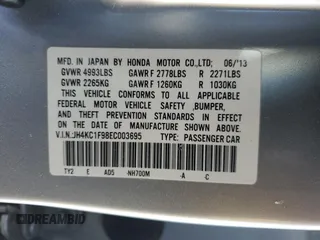 MFD. IN JAPAN BY HONDA MOTOR CO.,LTD. 06/'13
GVWR 4993LBS GAWR F 2778LBS R 2271LBS
GVWR 2265KG GAWR F 1260KG R 1030KG
THIS VEHICLE CONFORMS TO ALL APPLICABLE
FEDERAL MOTOR VEHICLE SAFETY ,BUMPER,
AND THEFT PREVENTION STANDARDS IN EFFECT
ON THE DATE OF MANUFACTURE SHOWN ABOVE.
V.I.N:JH4KC1F98EC003695 TYPE: PASSENGER CAR
TY2 E AD5 NH700M A C
DREAMBID